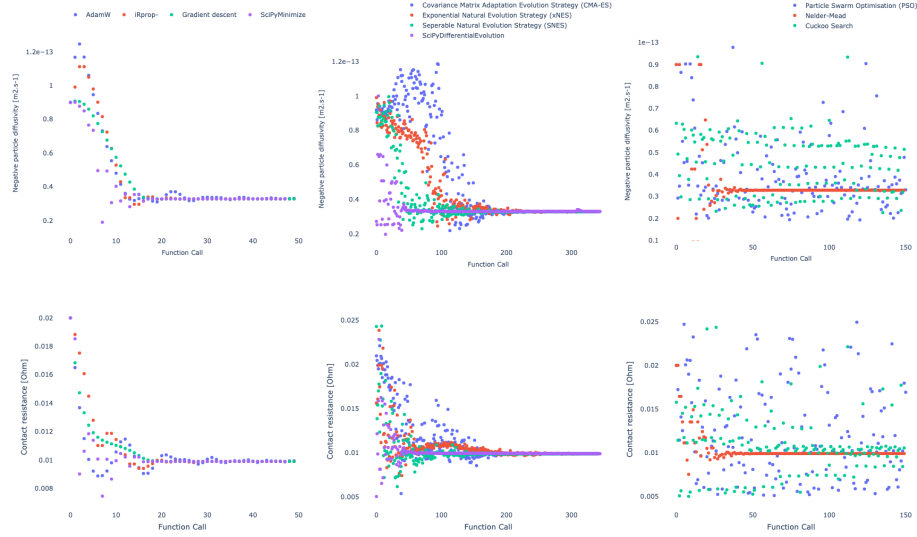 AdamW iRprop- Gradient descent SciPyMinimize
1.2e−13
1
0.8
0.6
0.4
0.2
Negative particle diffusivity [m2.s-1]
0 10 20 30 40 50
Function Call
Covariance Matrix Adaptation Evolution Strategy (CMA-ES)
Exponential Natural Evolution Strategy (xNES)
Seperable Natural Evolution Strategy (SNES)
SciPyDifferentialEvolution
1.2e−13
1
0.8
0.6
0.4
0.2
Negative particle diffusivity [m2.s-1]
0 100 200 300
Function Call
Particle Swarm Optimisation (PSO)
Nelder-Mead
Cuckoo Search
1e−13
0.9
0.8
0.7
0.6
0.5
0.4
0.3
0.2
0.1
Negative particle diffusivity [m2.s-1]
0 50 100 150
Function Call
0.02
0.018
0.016
0.014
0.012
0.01
0.008
Contact resistance [Ohm]
0 10 20 30 40 50
Function Call
0.025
0.02
0.015
0.01
0.005
Contact resistance [Ohm]
0 100 200 300
Function Call
0.025
0.02
0.015
0.01
0.005
Contact resistance [Ohm]
0 50 100 150
Function Call